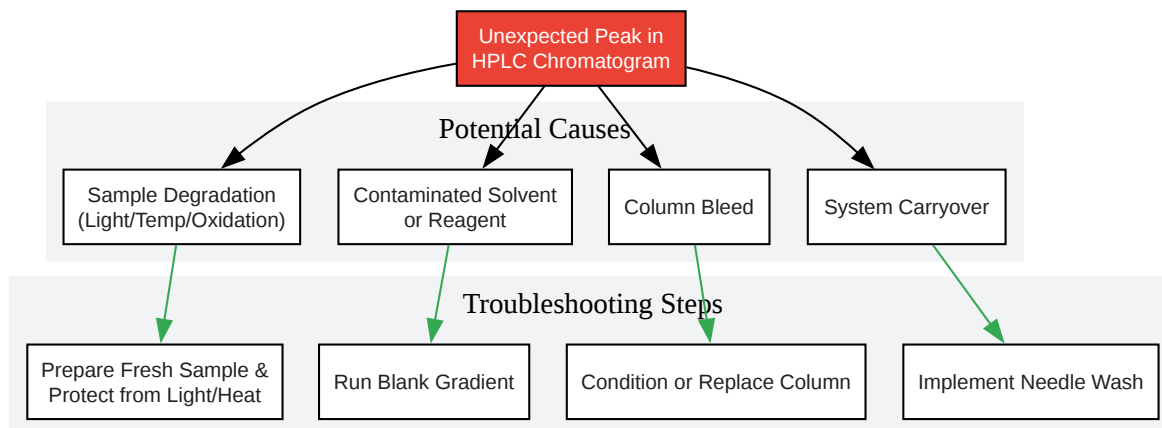 Unexpected Peak in
HPLC Chromatogram
Potential Causes
Sample Degradation
(Light/Temp/Oxidation)
Contaminated Solvent
or Reagent
Column Bleed
System Carryover
Troubleshooting Steps
Prepare Fresh Sample &
Protect from Light/Heat
Run Blank Gradient
Condition or Replace Column
Implement Needle Wash